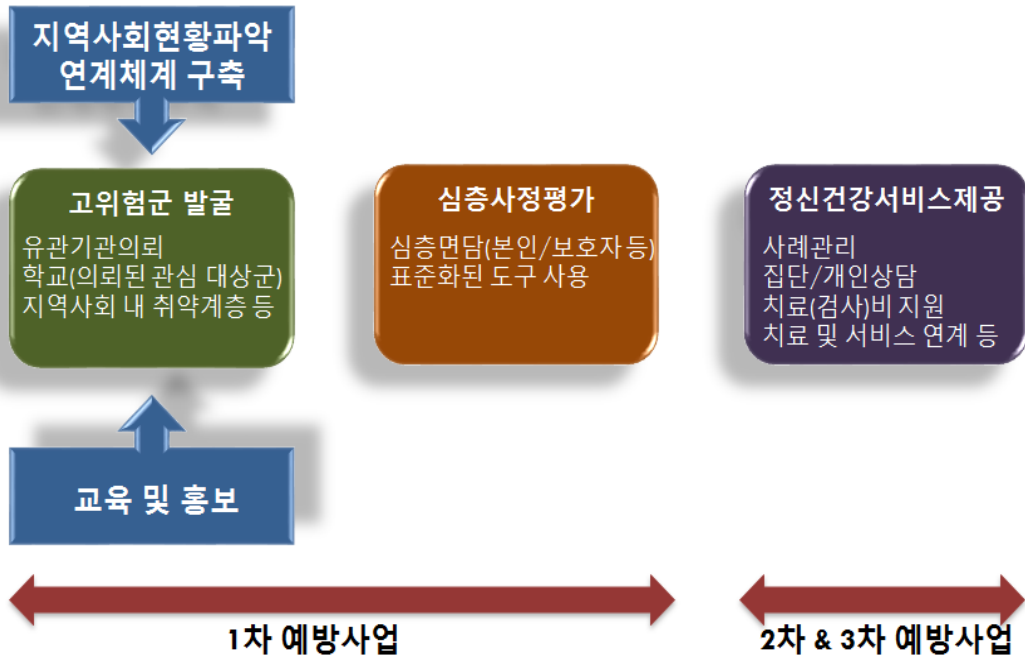 지역사회현황파악
연계체계 구축
고위험군 발굴
유관기관의뢰
학교(의뢰된 관심 대상군)
지역사회 내 취약계층 등
심층사정평가
심층면담(본인/보호자 등)
표준화된 도구 사용
정신건강서비스제공
사례관리
집단/개인상담
치료(검사)비 지원
치료 및 서비스 연계 등
교육 및 홍보
1차 예방사업
2차 & 3차 예방사업